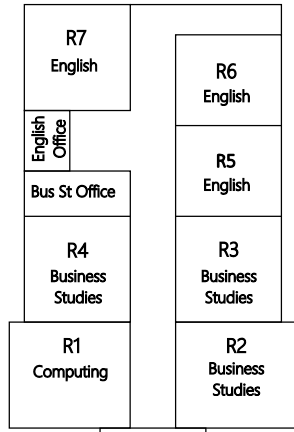 R7
English
R6
English
English
Office
R5
English
Bus St Office
R4
Business
Studies
R3
Business
Studies
R1
Computing
R2
Business
Studies